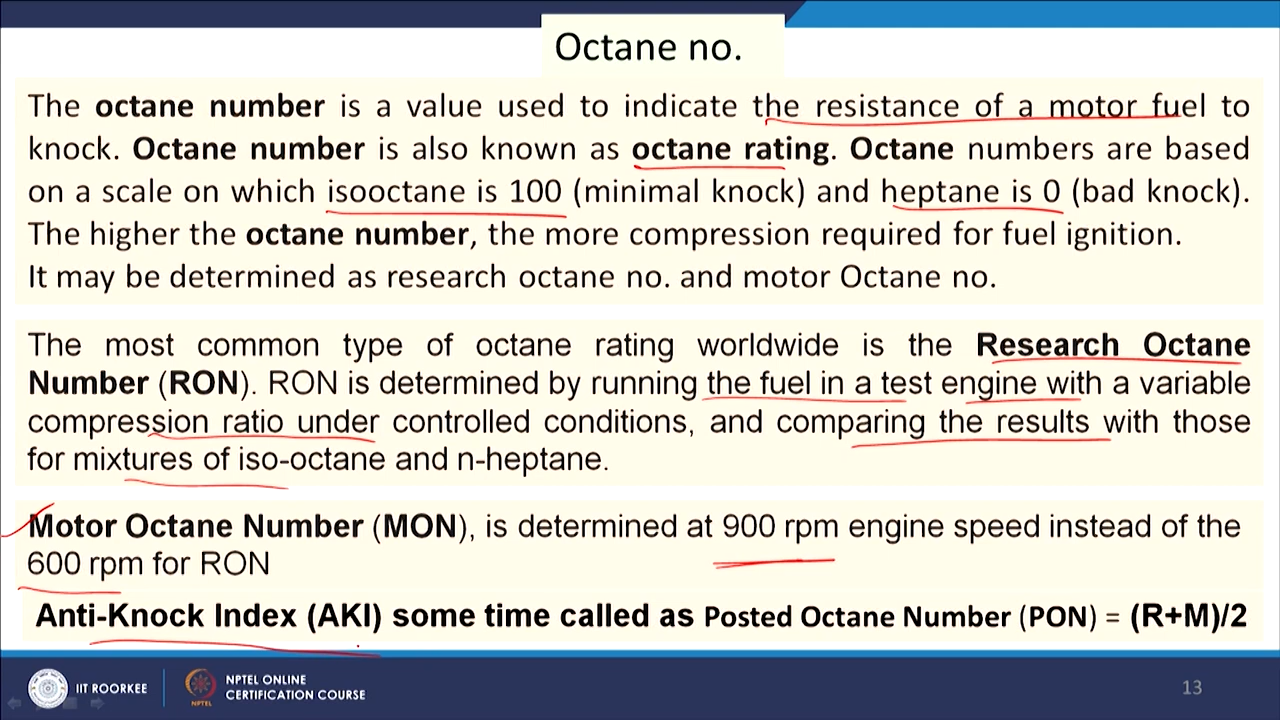 Octane no.
The octane number is a value used to indicate the resistance of a motor fuel to
knock. Octane number is also known as octane rating. Octane numbers are based
on a scale on which isooctane is 100 (minimal knock) and heptane is 0 (bad knock).
The higher the octane number, the more compression required for fuel ignition.
It may be determined as research octane no. and motor Octane no.
The most common type of octane rating worldwide is the Research Octane
Number (RON). RON is determined by running the fuel in a test engine with a variable
compression ratio under controlled conditions, and comparing the results with those
for mixtures of iso-octane and n-heptane.
Motor Octane Number (MON), is determined at 900 rpm engine speed instead of the
600 rpm for RON
Anti-Knock Index (AKI) some time called as Posted Octane Number (PON) = (R+M)/2
IIT ROORKEE
NPTEL
NPTEL ONLINE
CERTIFICATION COURSE
13